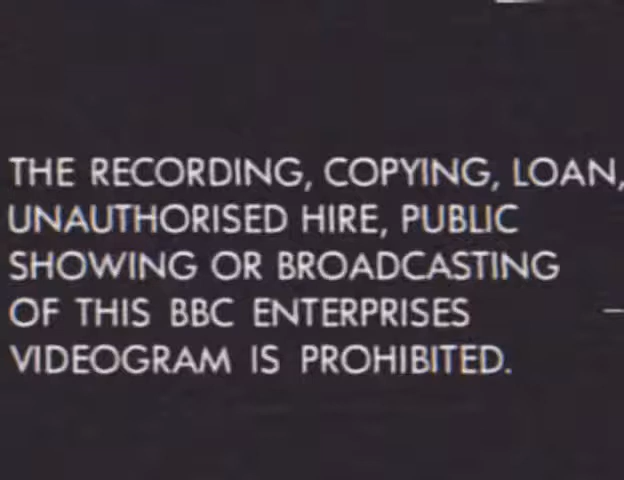 THE RECORDING, COPYING, LOAN,
UNAUTHORISED HIRE, PUBLIC
SHOWING OR BROADCASTING
OF THIS BBC ENTERPRISES
VIDEOGRAM IS PROHIBITED.